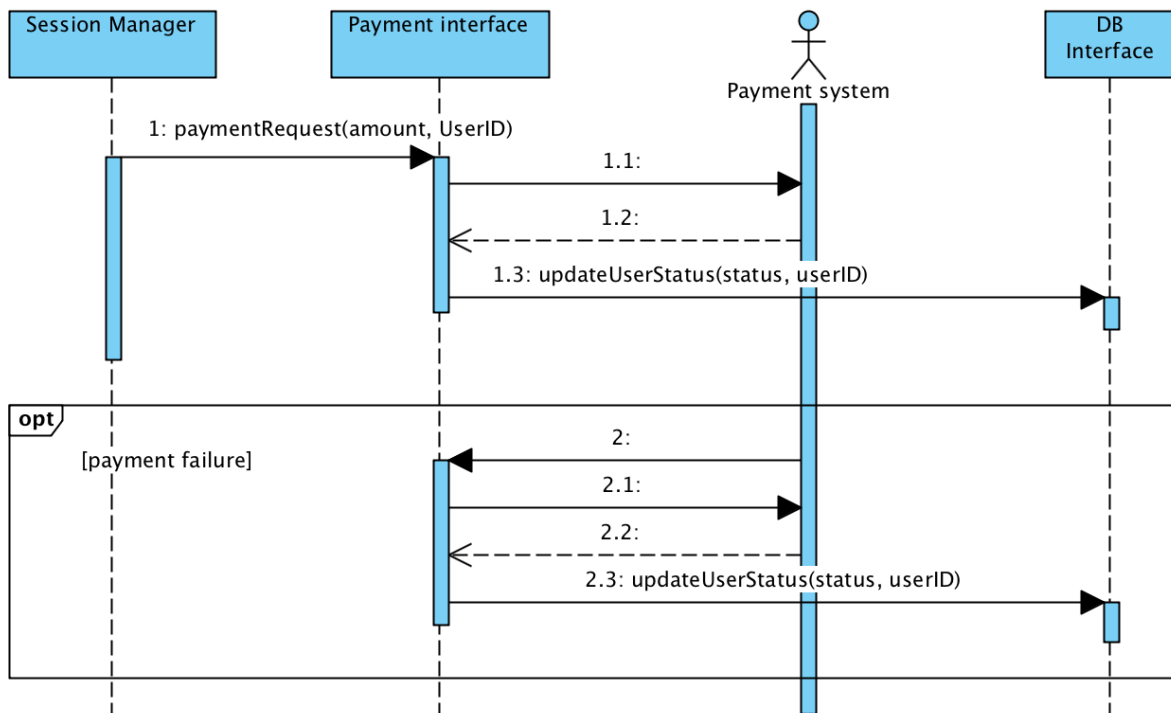 Session Manager
Payment interface
DB
Interface
Payment system
1: paymentRequest(amount, UserID)
1.1:
1.2:
1.3: updateUserStatus(status, userID)
opt
[payment failure]
2:
2.1:
2.2:
2.3: updateUserStatus(status, userID)